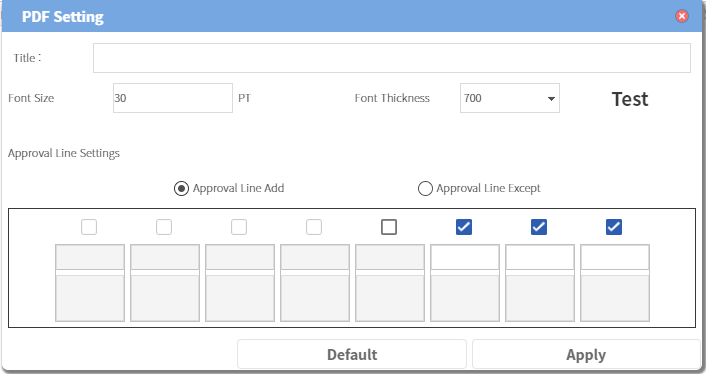 PDF Setting
Title :
Font Size 30 PT Font Thickness 700 Test
Approval Line Settings
Approval Line Add Approval Line Except
Default Apply